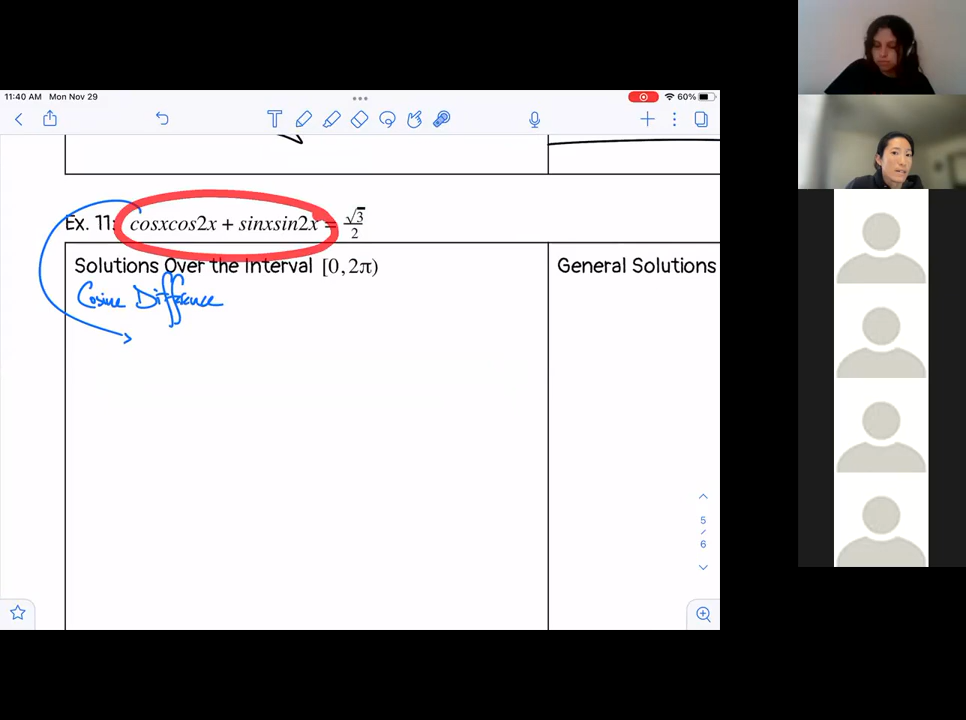 11:40 AM Mon Nov 29
60%
Ex. 11: cosxcos2x + sinxsin2x = √3/2
Solutions Over the Interval [0, 2π)
General Solutions
Cosine Difference
5
/
6